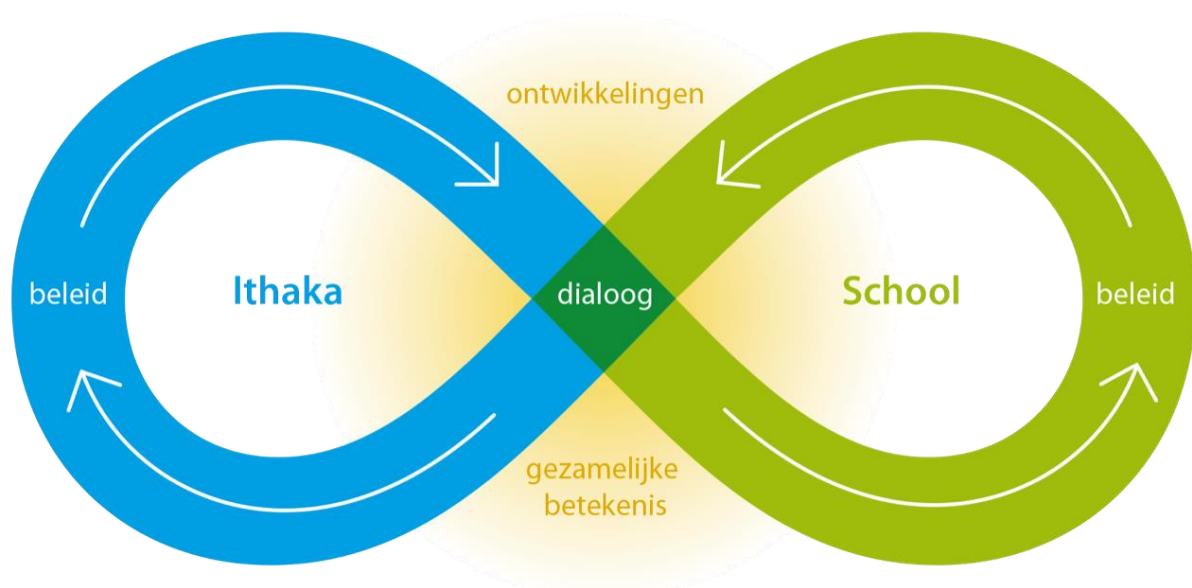 ontwikkelingen
beleid
Ithaka
dialoog
School
beleid
gezamelijke
betekenis